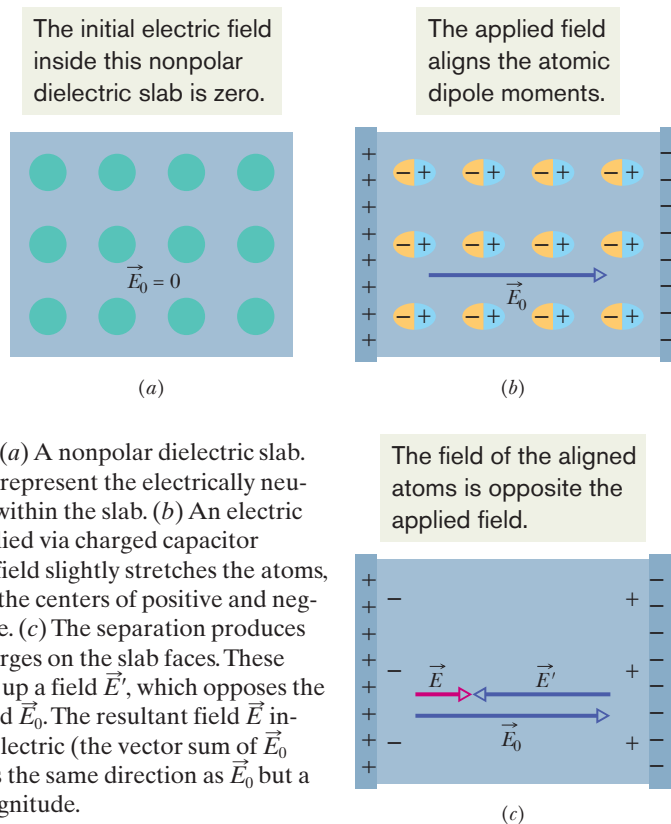 The initial electric field
inside this nonpolar
dielectric slab is zero.
The applied field
aligns the atomic
dipole moments.
E⃗₀ = 0
(a)
+ −
− + − + − + − +
− + − + − + − +
− + − + − + − +
E⃗₀
(b)
(a) A nonpolar dielectric slab.
represent the electrically neu-
within the slab. (b) An electric
lied via charged capacitor
field slightly stretches the atoms,
the centers of positive and neg-
e. (c) The separation produces
rges on the slab faces. These
up a field E⃗′, which opposes the
d E⃗₀. The resultant field E⃗ in-
electric (the vector sum of E⃗₀
s the same direction as E⃗₀ but a
gnitude.
The field of the aligned
atoms is opposite the
applied field.
+ − + −
E⃗ E⃗′
E⃗₀
(c)